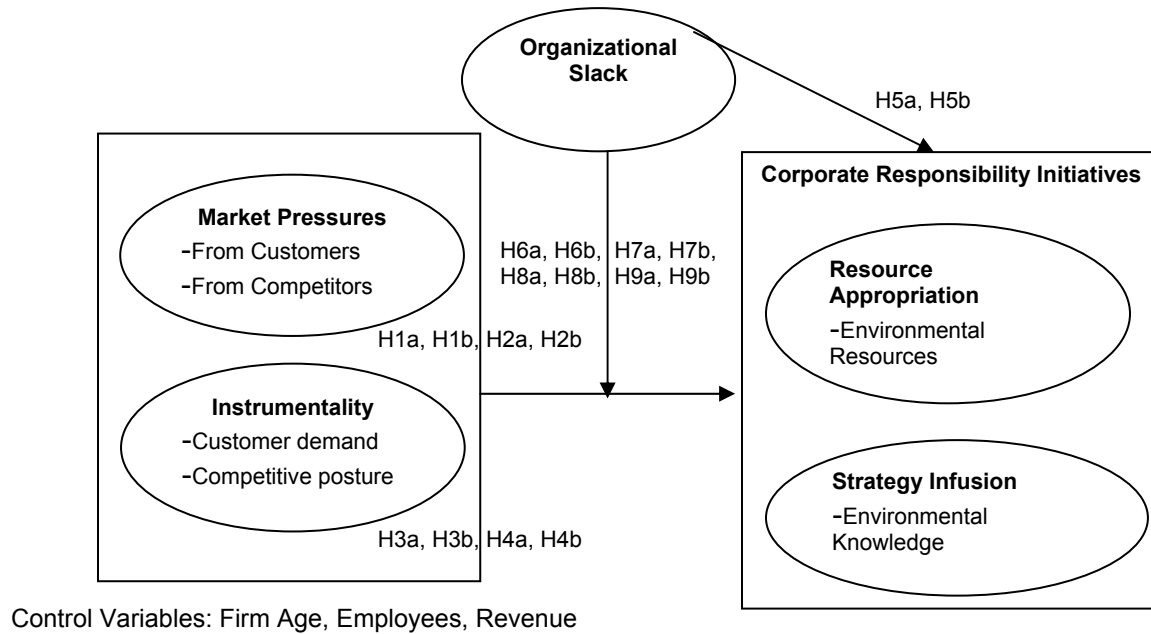 Organizational
Slack
H5a, H5b
Market Pressures
-From Customers
-From Competitors
H1a, H1b, H2a, H2b
Instrumentality
-Customer demand
-Competitive posture
H3a, H3b, H4a, H4b
H6a, H6b, H7a, H7b,
H8a, H8b, H9a, H9b
Corporate Responsibility Initiatives
Resource
Appropriation
-Environmental
Resources
Strategy Infusion
-Environmental
Knowledge
Control Variables: Firm Age, Employees, Revenue